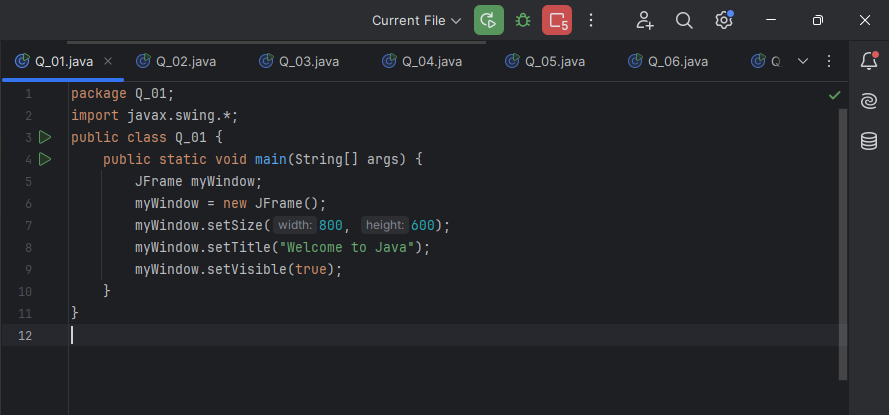 Current File
5
Q_01.java Q_02.java Q_03.java Q_04.java Q_05.java Q_06.java Q
1 package Q_01;
2 import javax.swing.*;
3 public class Q_01 {
4 public static void main(String[] args) {
5 JFrame myWindow;
6 myWindow = new JFrame();
7 myWindow.setSize( width: 800, height: 600);
8 myWindow.setTitle("Welcome to Java");
9 myWindow.setVisible(true);
10 }
11 }
12